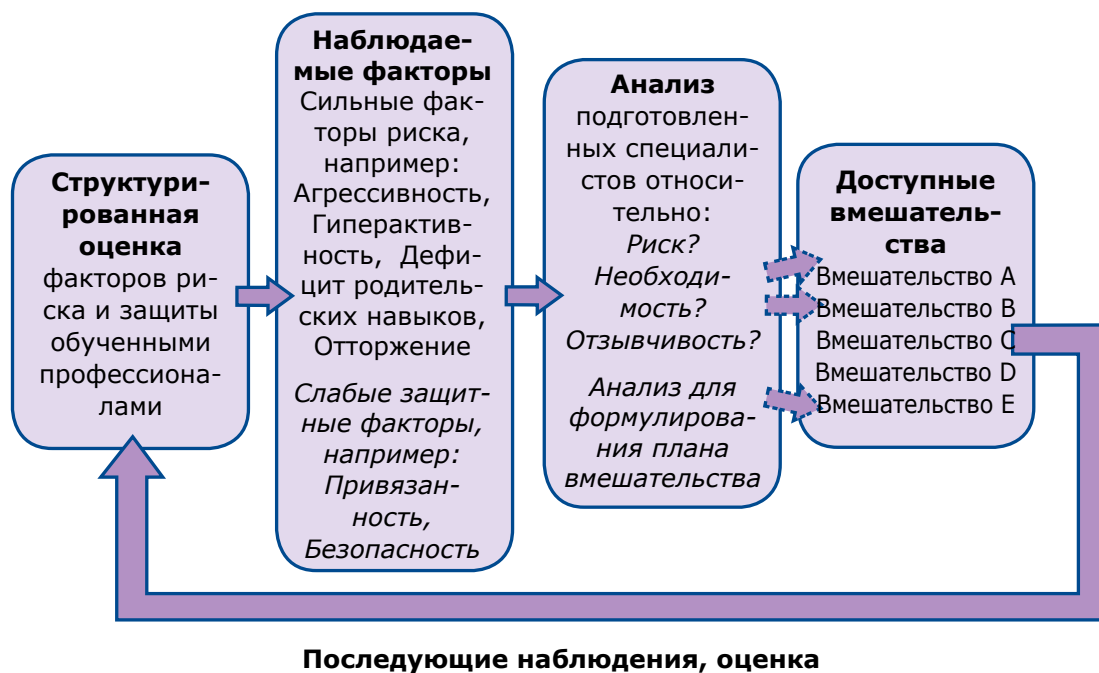 Структури-
рованная
оценка
факторов ри-
ска и защиты
обученными
профессиона-
лами
Наблюдае-
мые факторы
Сильные фак-
торы риска,
например:
Агрессивность,
Гиперактив-
ность, Дефи-
цит родитель-
ских навыков,
Отторжение
Слабые защит-
ные факторы,
например:
Привязан-
ность,
Безопасность
Анализ
подготовлен-
ных специали-
стов относи-
тельно:
Риск?
Необходи-
мость?
Отзывчивость?
Анализ для
формулирова-
ния плана
вмешательства
Доступные
вмешатель-
ства
Вмешательство A
Вмешательство B
Вмешательство C
Вмешательство D
Вмешательство E
Последующие наблюдения, оценка